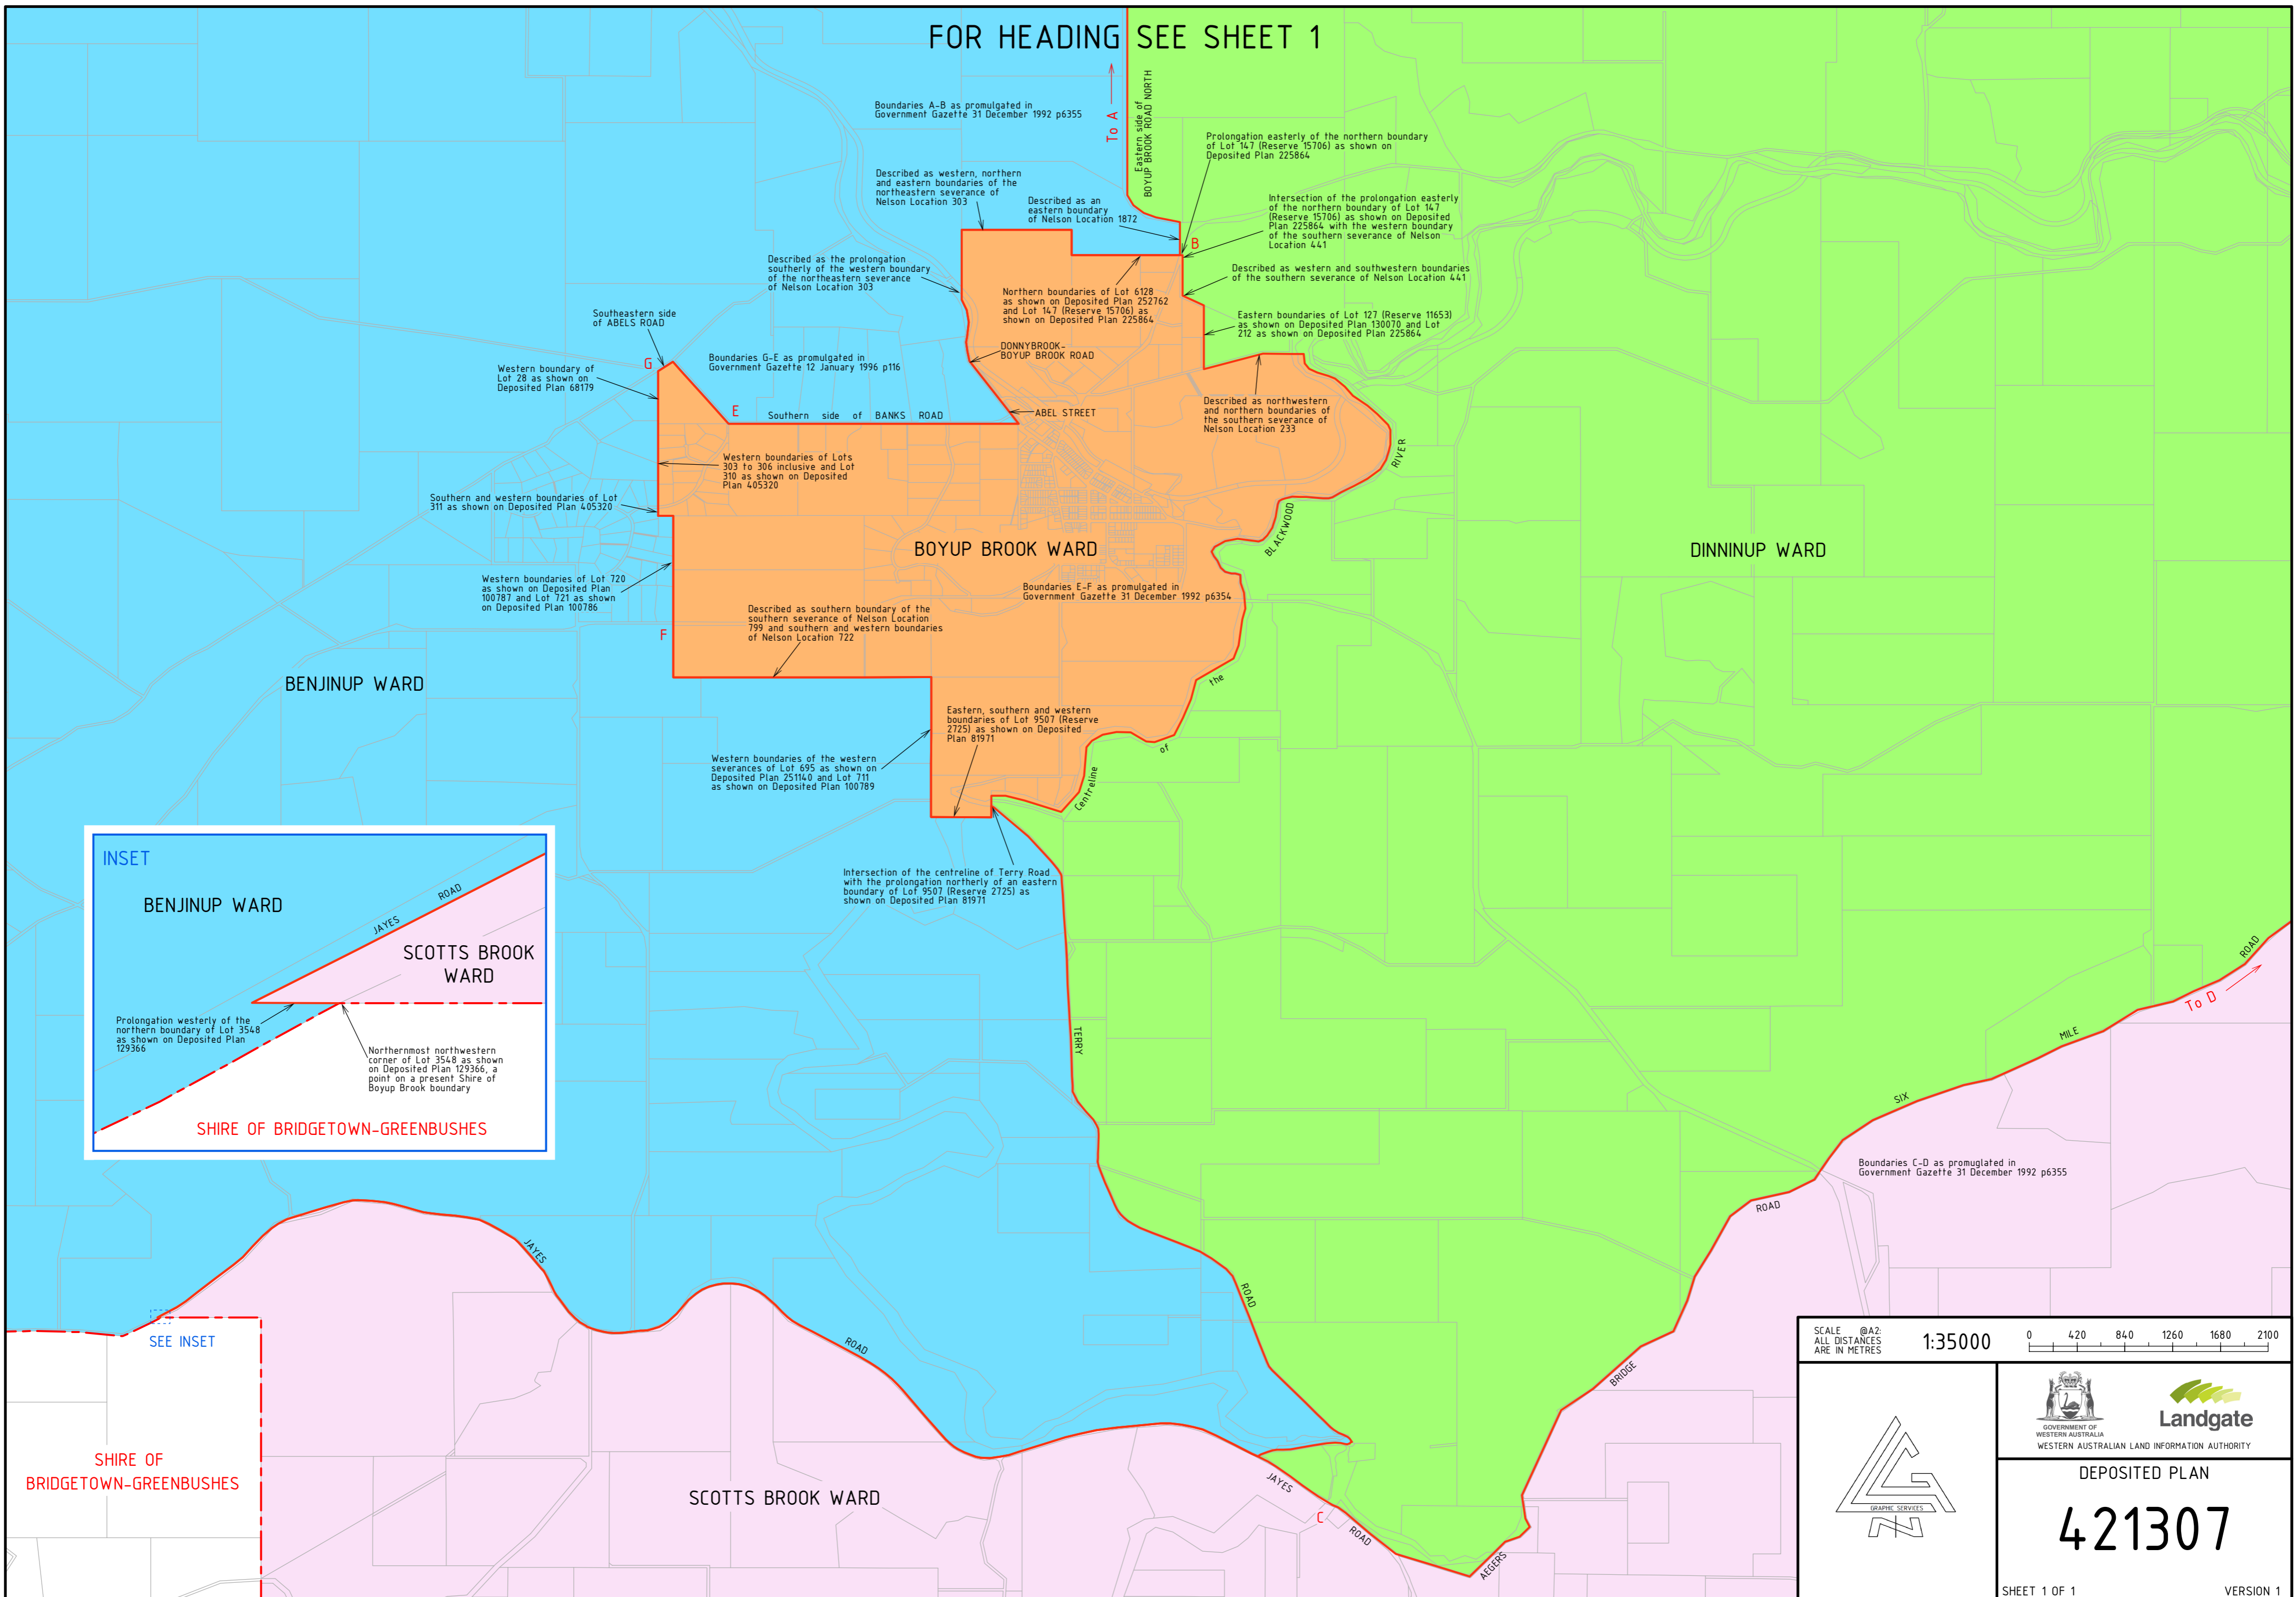 FOR HEADING SEE SHEET 1
Boundaries A-B as promulgated in
Government Gazette 31 December 1992 p6355
To A
Eastern side of
BOYUP BROOK ROAD NORTH
Prolongation easterly of the northern boundary
of Lot 147 (Reserve 15706) as shown on
Deposited Plan 225864
Described as western, northern
and eastern boundaries of the
northeastern severance of
Nelson Location 303
Described as an
eastern boundary
of Nelson Location 1872
B
Intersection of the prolongation easterly
of the northern boundary of Lot 147
(Reserve 15706) as shown on Deposited
Plan 225864 with the western boundary
of the southern severance of Nelson
Location 441
Described as the prolongation
southerly of the western boundary
of the northeastern severance
of Nelson Location 303
Described as western and southwestern boundaries
of the southern severance of Nelson Location 441
Northern boundaries of Lot 6128
as shown on Deposited Plan 252762
and Lot 147 (Reserve 15706) as
shown on Deposited Plan 225864
Southeastern side
of ABELS ROAD
Eastern boundaries of Lot 127 (Reserve 11653)
as shown on Deposited Plan 130070 and Lot
212 as shown on Deposited Plan 225864
DONNYBROOK-
BOYUP BROOK ROAD
G
Boundaries G-E as promulgated in
Government Gazette 12 January 1996 p116
Western boundary of
Lot 28 as shown on
Deposited Plan 68179
E
Southern side of BANKS ROAD
ABEL STREET
Described as northwestern
and northern boundaries of
the southern severance of
Nelson Location 233
RIVER
Western boundaries of Lots
303 to 306 inclusive and Lot
310 as shown on Deposited
Plan 405320
Southern and western boundaries of Lot
311 as shown on Deposited Plan 405320
BLACKWOOD
BOYUP BROOK WARD
DINNINUP WARD
Western boundaries of Lot 720
as shown on Deposited Plan
100787 and Lot 721 as shown
on Deposited Plan 100786
Boundaries E-F as promulgated in
Government Gazette 31 December 1992 p6354
Described as southern boundary of the
southern severance of Nelson Location
799 and southern and western boundaries
of Nelson Location 722
F
BENJINUP WARD
the
Eastern, southern and western
boundaries of Lot 9507 (Reserve
2725) as shown on Deposited
Plan 81971
of
Western boundaries of the western
severances of Lot 695 as shown on
Deposited Plan 251140 and Lot 711
as shown on Deposited Plan 100789
Centreline
Intersection of the centreline of Terry Road
with the prolongation northerly of an eastern
boundary of Lot 9507 (Reserve 2725) as
shown on Deposited Plan 81971
INSET
BENJINUP WARD
JAYES
ROAD
SCOTTS BROOK
WARD
Prolongation westerly of the
northern boundary of Lot 3548
as shown on Deposited Plan
129366
Northernmost northwestern
corner of Lot 3548 as shown
on Deposited Plan 129366, a
point on a present Shire of
Boyup Brook boundary
SHIRE OF BRIDGETOWN-GREENBUSHES
ROAD
To D
TERRY
MILE
SIX
Boundaries C-D as promuglated in
Government Gazette 31 December 1992 p6355
ROAD
JAYES
ROAD
SEE INSET
ROAD
BRIDGE
SHIRE OF
BRIDGETOWN-GREENBUSHES
SCOTTS BROOK WARD
JAYES
C
ROAD
AEGERS
SCALE @A2:
ALL DISTANCES
ARE IN METRES
1:35000
0 420 840 1260 1680 2100
GOVERNMENT OF
WESTERN AUSTRALIA
Landgate
WESTERN AUSTRALIAN LAND INFORMATION AUTHORITY
GRAPHIC SERVICES
DEPOSITED PLAN
421307
SHEET 1 OF 1
VERSION 1